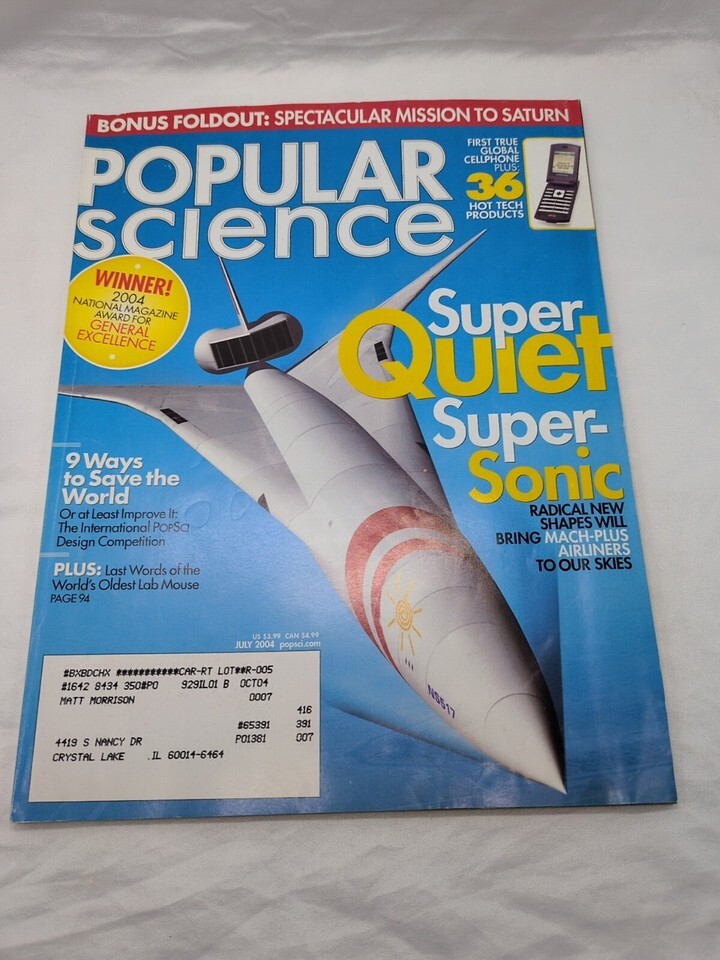 BONUS FOLDOUT: SPECTACULAR MISSION TO SATURN
POPULAR
science
FIRST TRUE
GLOBAL
CELLPHONE
PLUS:
36
HOT TECH
PRODUCTS
WINNER!
2004
NATIONAL MAGAZINE
AWARD FOR
GENERAL
EXCELLENCE
Super
Quiet
Super-
Sonic
RADICAL NEW
SHAPES WILL
BRING MACH-PLUS
AIRLINERS
TO OUR SKIES
9 Ways
to Save the
World
Or at Least Improve It:
The International POPSCI
Design Competition
PLUS: Last Words of the
World's Oldest Lab Mouse
PAGE 94
US $3.99 CAN $4.99
JULY 2004 popsci.com
#BXBDCHX ***********CAR-RT LOT**R-005
#1642 8434 350#P0 929IL01 B OCT04
MATT MORRISON 0007
416
#65391 391
4419 S NANCY DR P01381 007
CRYSTAL LAKE .IL 60014-6464
N9517